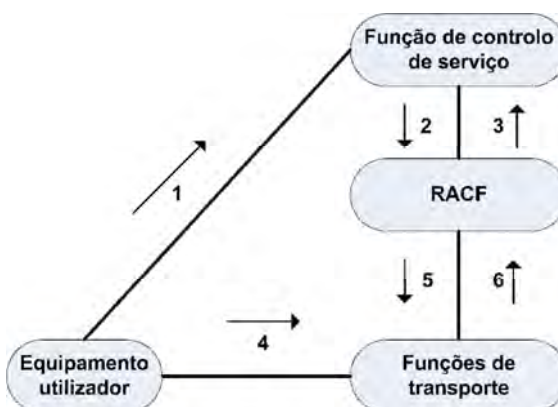 Função de controlo
de serviço
2
3
1
RACF
5
6
4
Equipamento
utilizador
Funções de
transporte